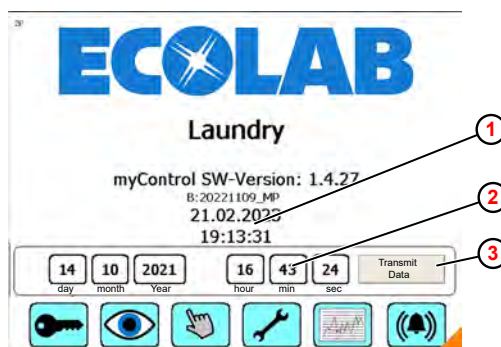 ECOLAB
Laundry
myControl SW-Version: 1.4.27
B:20221109_MP
21.02.2023
19:13:31
14 10 2021 16 43 24 Transmit Data
day month Year hour min sec
1
2
3